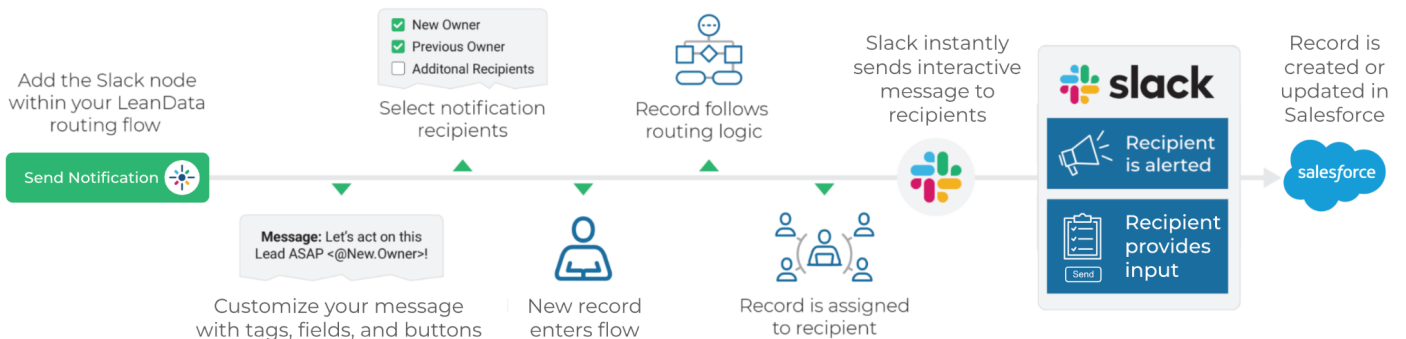 Add the Slack node
within your LeanData
routing flow
Send Notification
Message: Let's act on this
Lead ASAP <@New.Owner>!
Customize your message
with tags, fields, and buttons
New Owner
Previous Owner
Additonal Recipients
Select notification
recipients
New record
enters flow
Record follows
routing logic
Record is assigned
to recipient
Slack instantly
sends interactive
message to
recipients
slack
Recipient
is alerted
Recipient
provides
input
Send
Record is
created or
updated in
Salesforce
salesforce